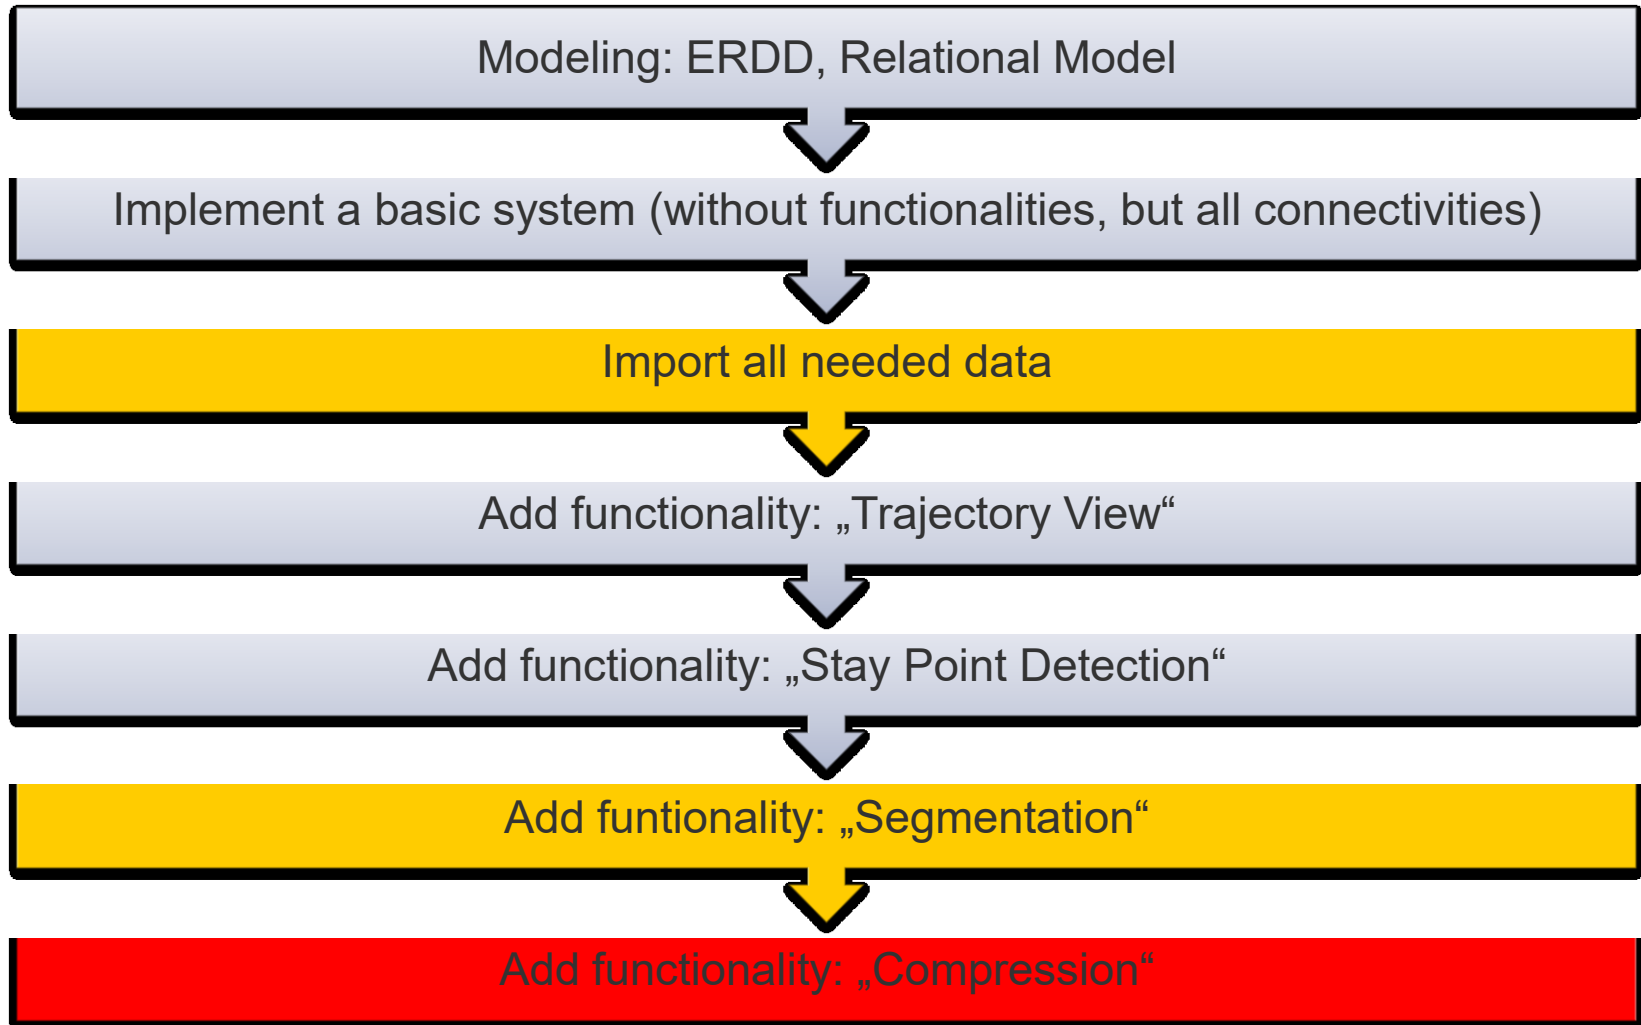 Modeling: ERDD, Relational Model
Implement a basic system (without functionalities, but all connectivities)
Import all needed data
Add functionality: „Trajectory View“
Add functionality: „Stay Point Detection“
Add funtionality: „Segmentation“
Add functionality: „Compression“